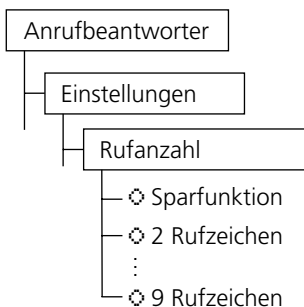 Anrufbeantworter
Einstellungen
Rufanzahl
Sparfunktion
2 Rufzeichen
⋮
9 Rufzeichen